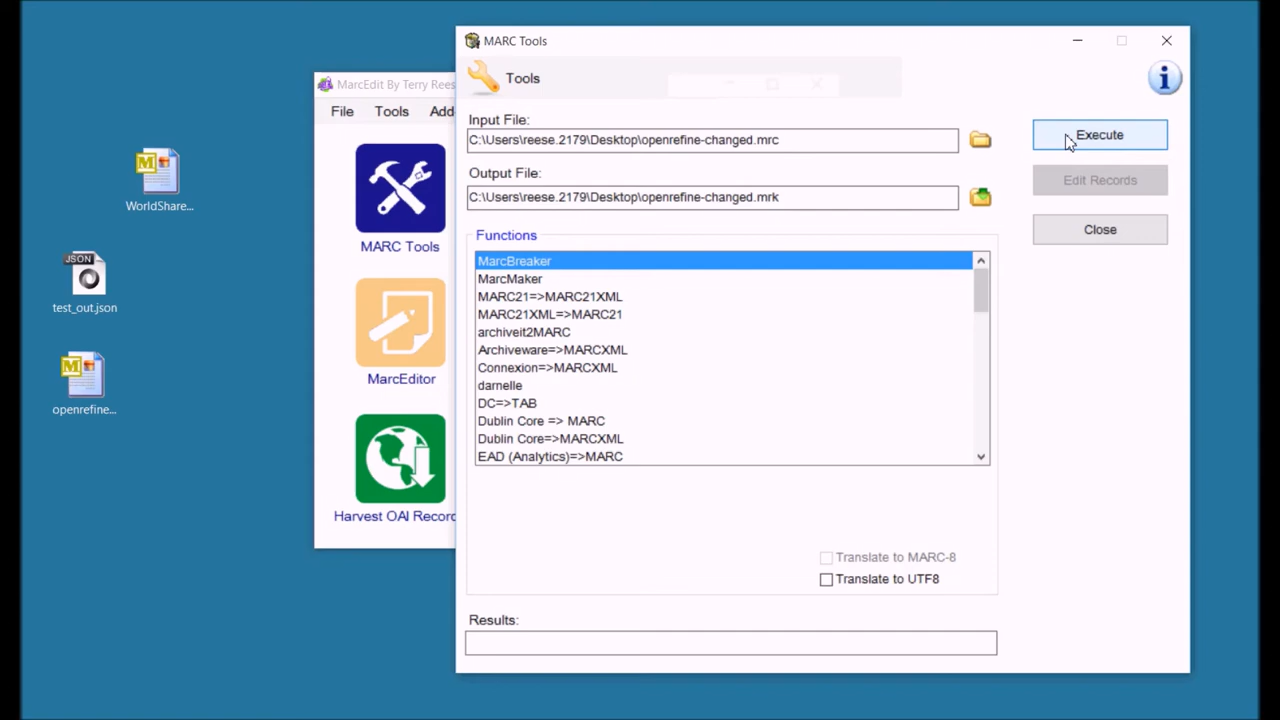 MARC Tools
Tools
Input File:
C:\Users\reese.2179\Desktop\openrefine-changed.mrc
Execute
Output File:
C:\Users\reese.2179\Desktop\openrefine-changed.mrk
Edit Records
Close
Functions
MarcBreaker
MarcMaker
MARC21=>MARC21XML
MARC21XML=>MARC21
archiveit2MARC
Archiveware=>MARCXML
Connexion=>MARCXML
darnelle
DC=>TAB
Dublin Core => MARC
Dublin Core=>MARCXML
EAD (Analytics)=>MARC
Translate to MARC-8
Translate to UTF8
Results:
MarcEdit By Terry Rees
File Tools Add
MARC Tools
MarcEditor
Harvest OAI Record
WorldShare...
JSON
test_out.json
openrefine...